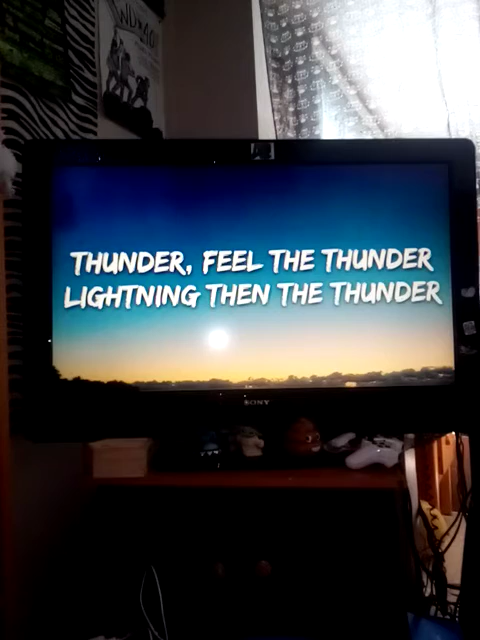 THUNDER, FEEL THE THUNDER
LIGHTNING THEN THE THUNDER
SONY